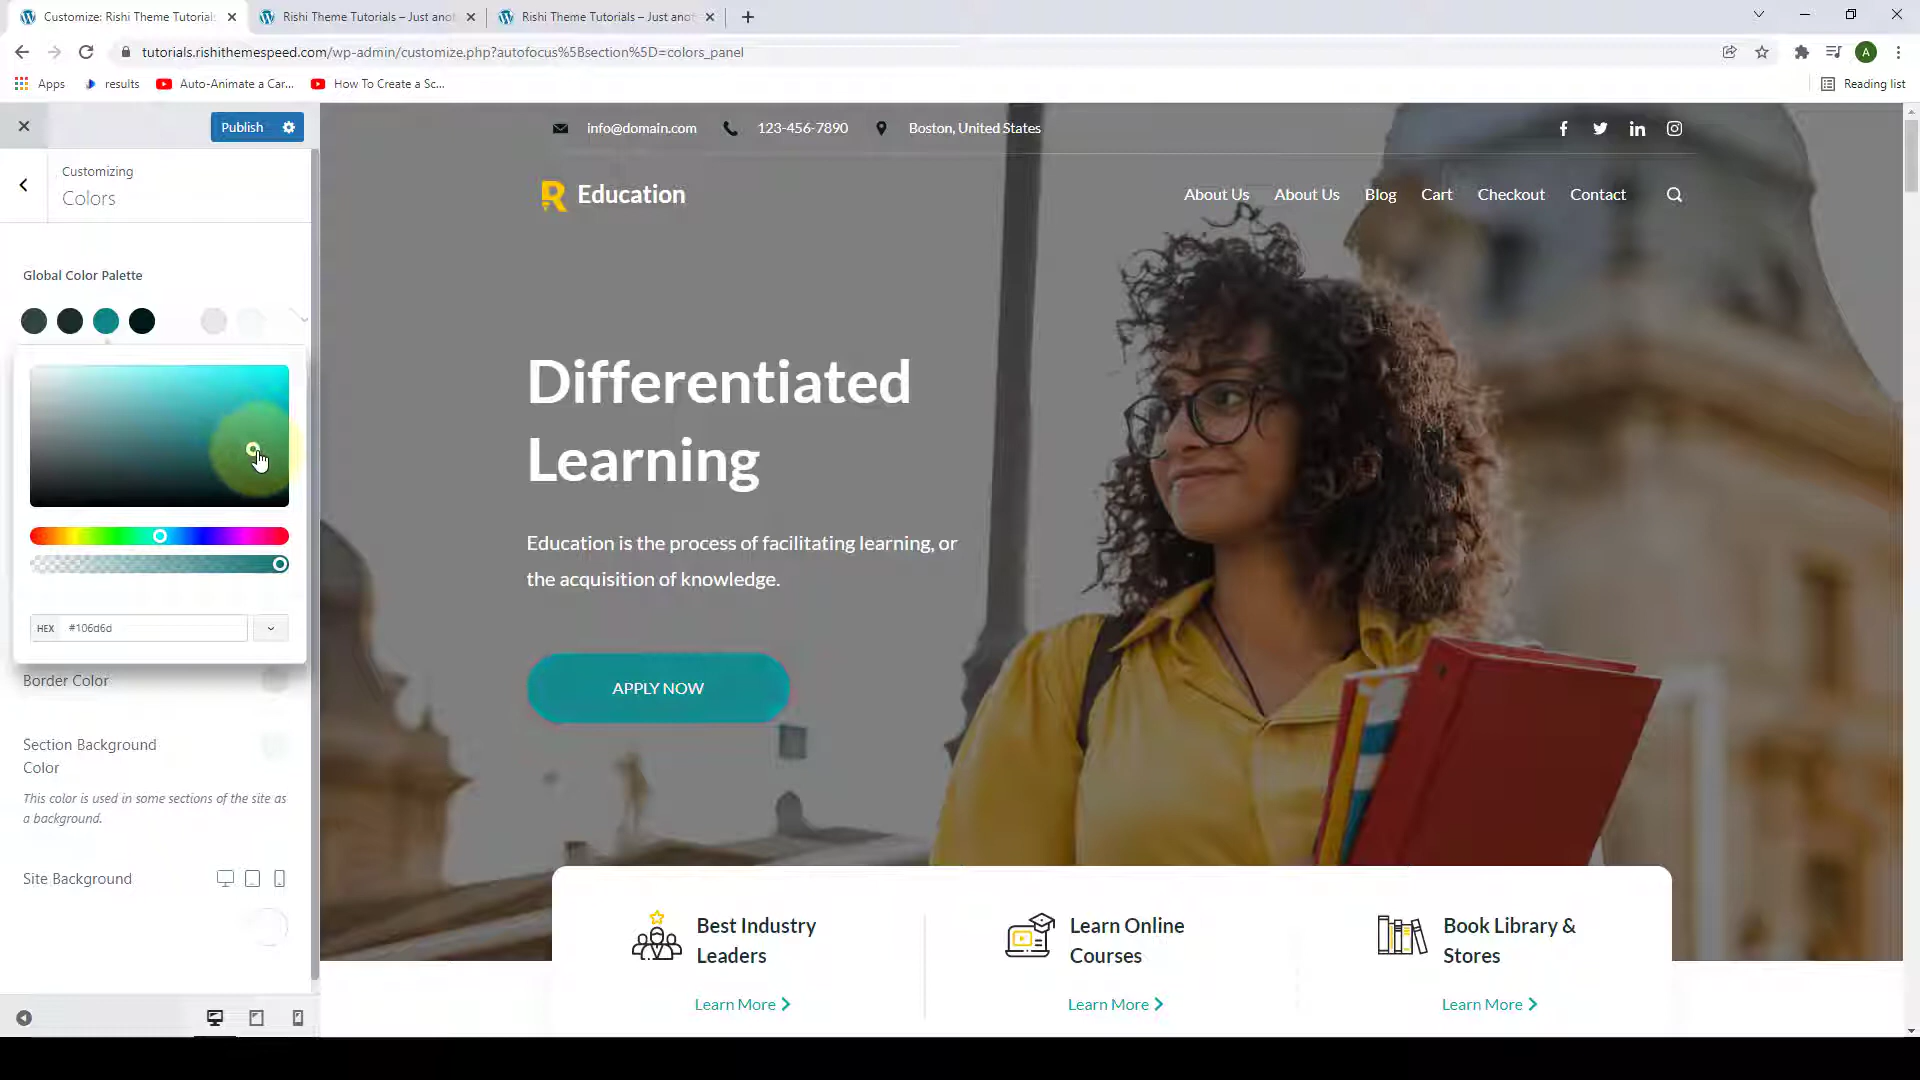 Customize: Rishi Theme Tutorials
Rishi Theme Tutorials – Just anot
Rishi Theme Tutorials – Just anot
tutorials.rishithemespeed.com/wp-admin/customize.php?autofocus%5Bsection%5D=colors_panel
A
Apps
results
Auto-Animate a Car...
How To Create a Sc...
Reading list
Publish
Customizing
Colors
Global Color Palette
HEX #106d6d
Border Color
Section Background
Color
This color is used in some sections of the site as
a background.
Site Background
info@domain.com
123-456-7890
Boston, United States
Education
About Us
About Us
Blog
Cart
Checkout
Contact
Differentiated
Learning
Education is the process of facilitating learning, or
the acquisition of knowledge.
APPLY NOW
Best Industry
Leaders
Learn More
Learn Online
Courses
Learn More
Book Library &
Stores
Learn More